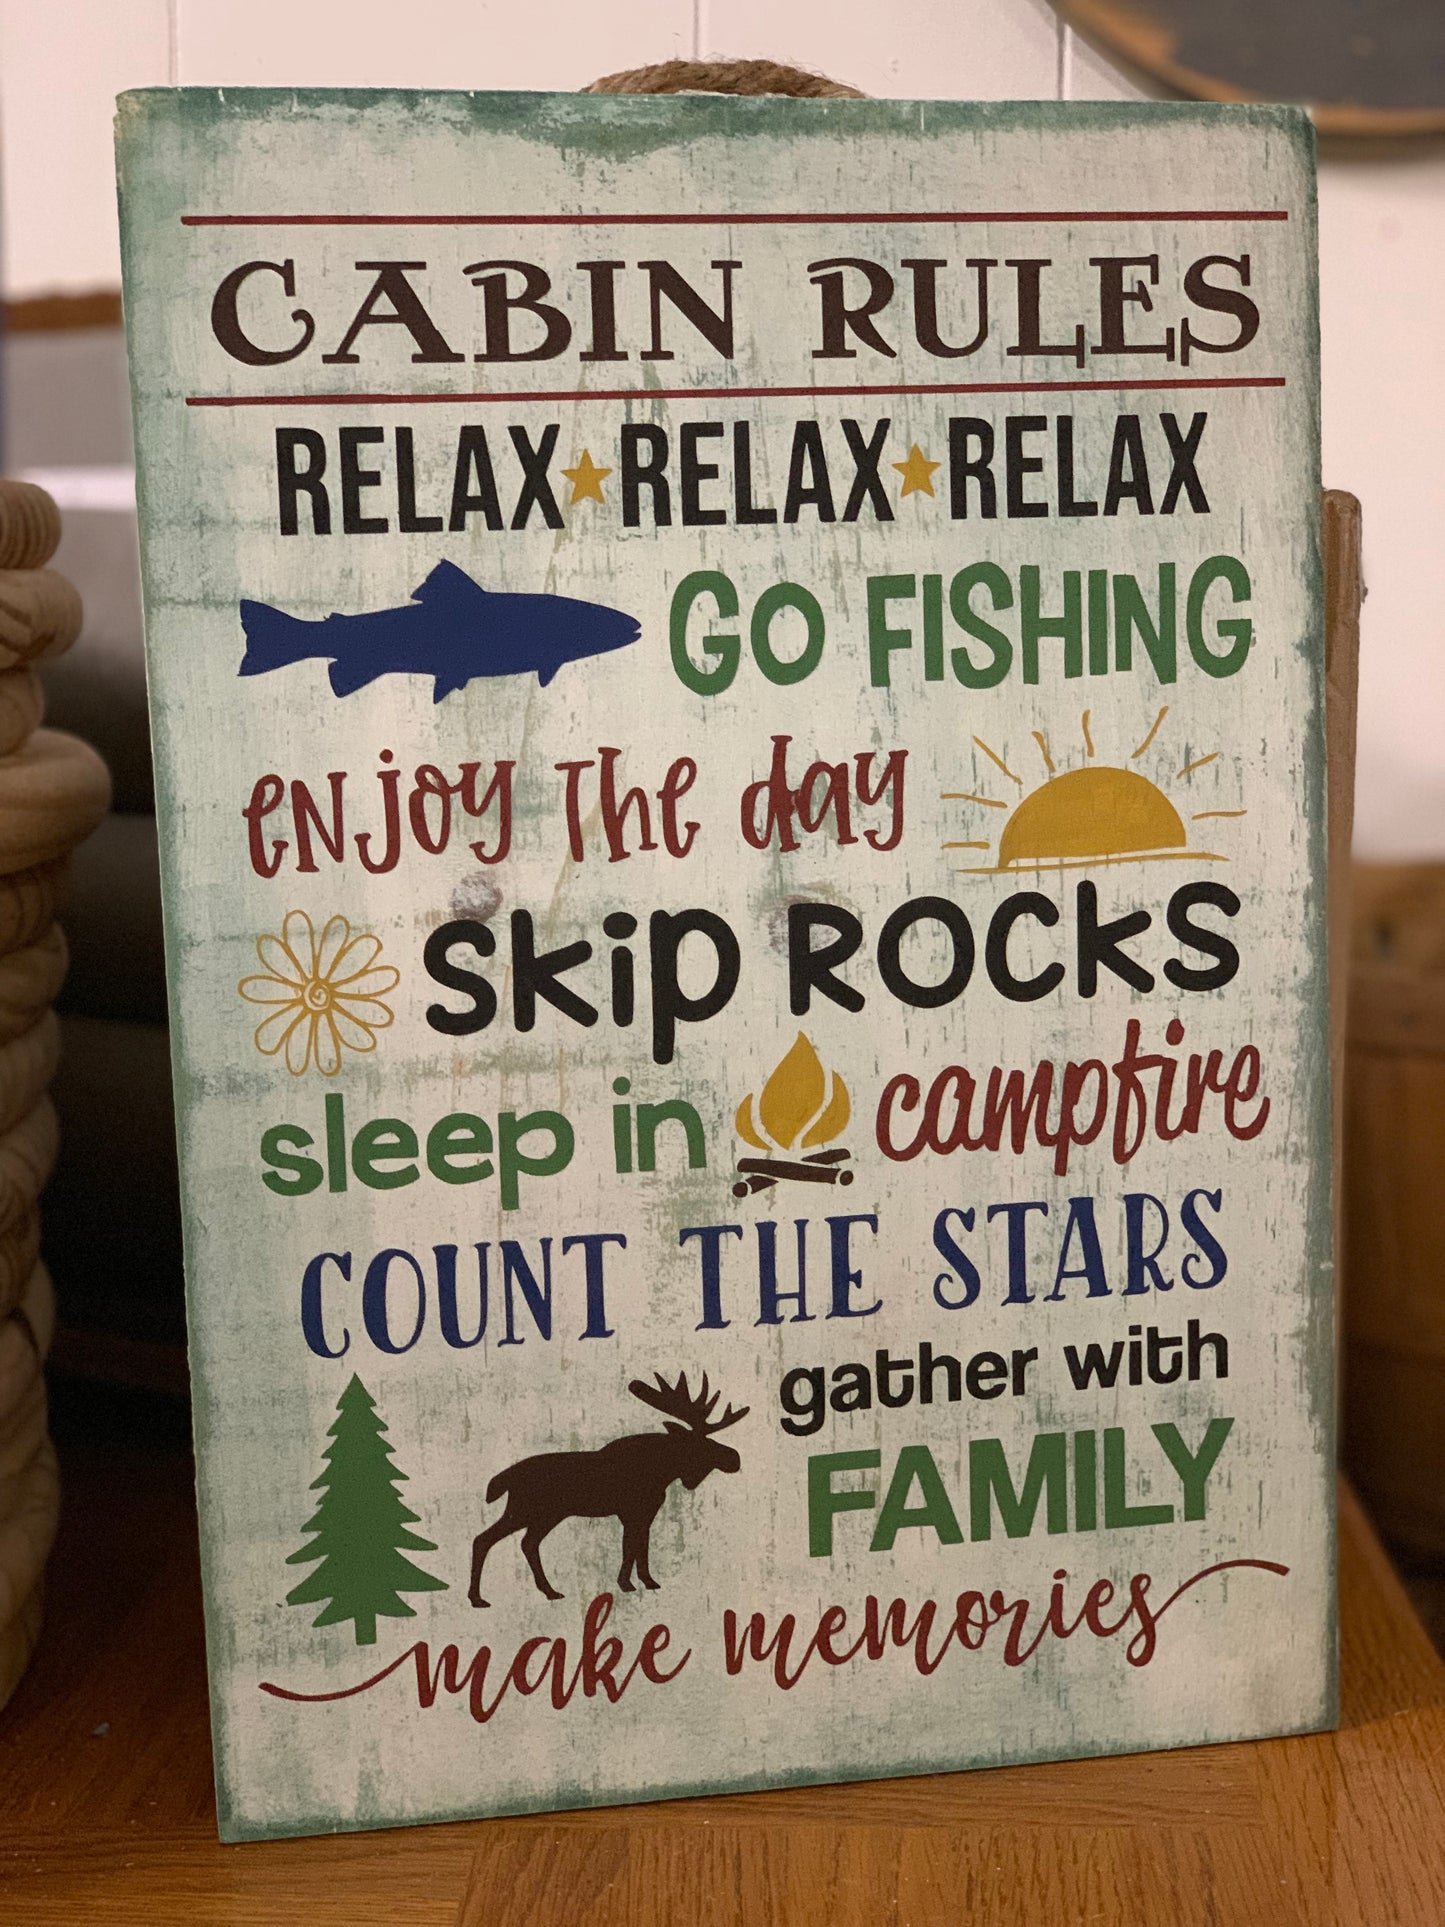 CABIN RULES
RELAX RELAX RELAX
GO FISHING
enjoy the day
SKip ROCKS
sleep in campfire
COUNT THE STARS
gather with
FAMILY
make memories